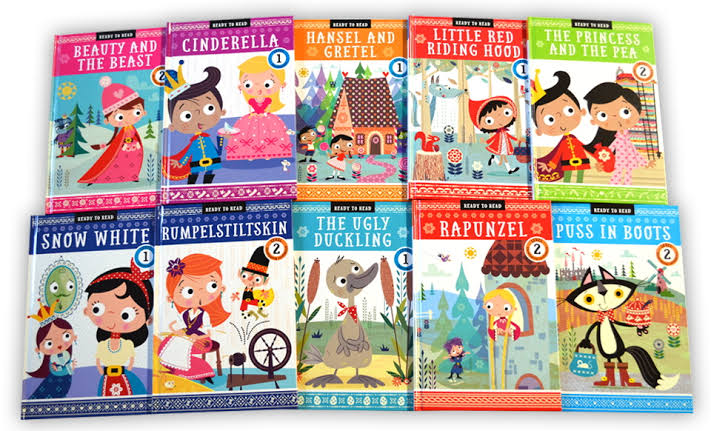 READY TO READ
BEAUTY AND
THE BEAST
2
READY TO READ
CINDERELLA
1
READY TO READ
HANSEL AND
GRETEL
1
READY TO READ
LITTLE RED
RIDING HOOD
1
READY TO READ
THE PRINCESS
AND THE PEA
2
READY TO READ
SNOW WHITE
1
READY TO READ
RUMPELSTILTSKIN
2
READY TO READ
THE UGLY
DUCKLING
1
READY TO READ
RAPUNZEL
2
READY TO READ
PUSS IN BOOTS
2